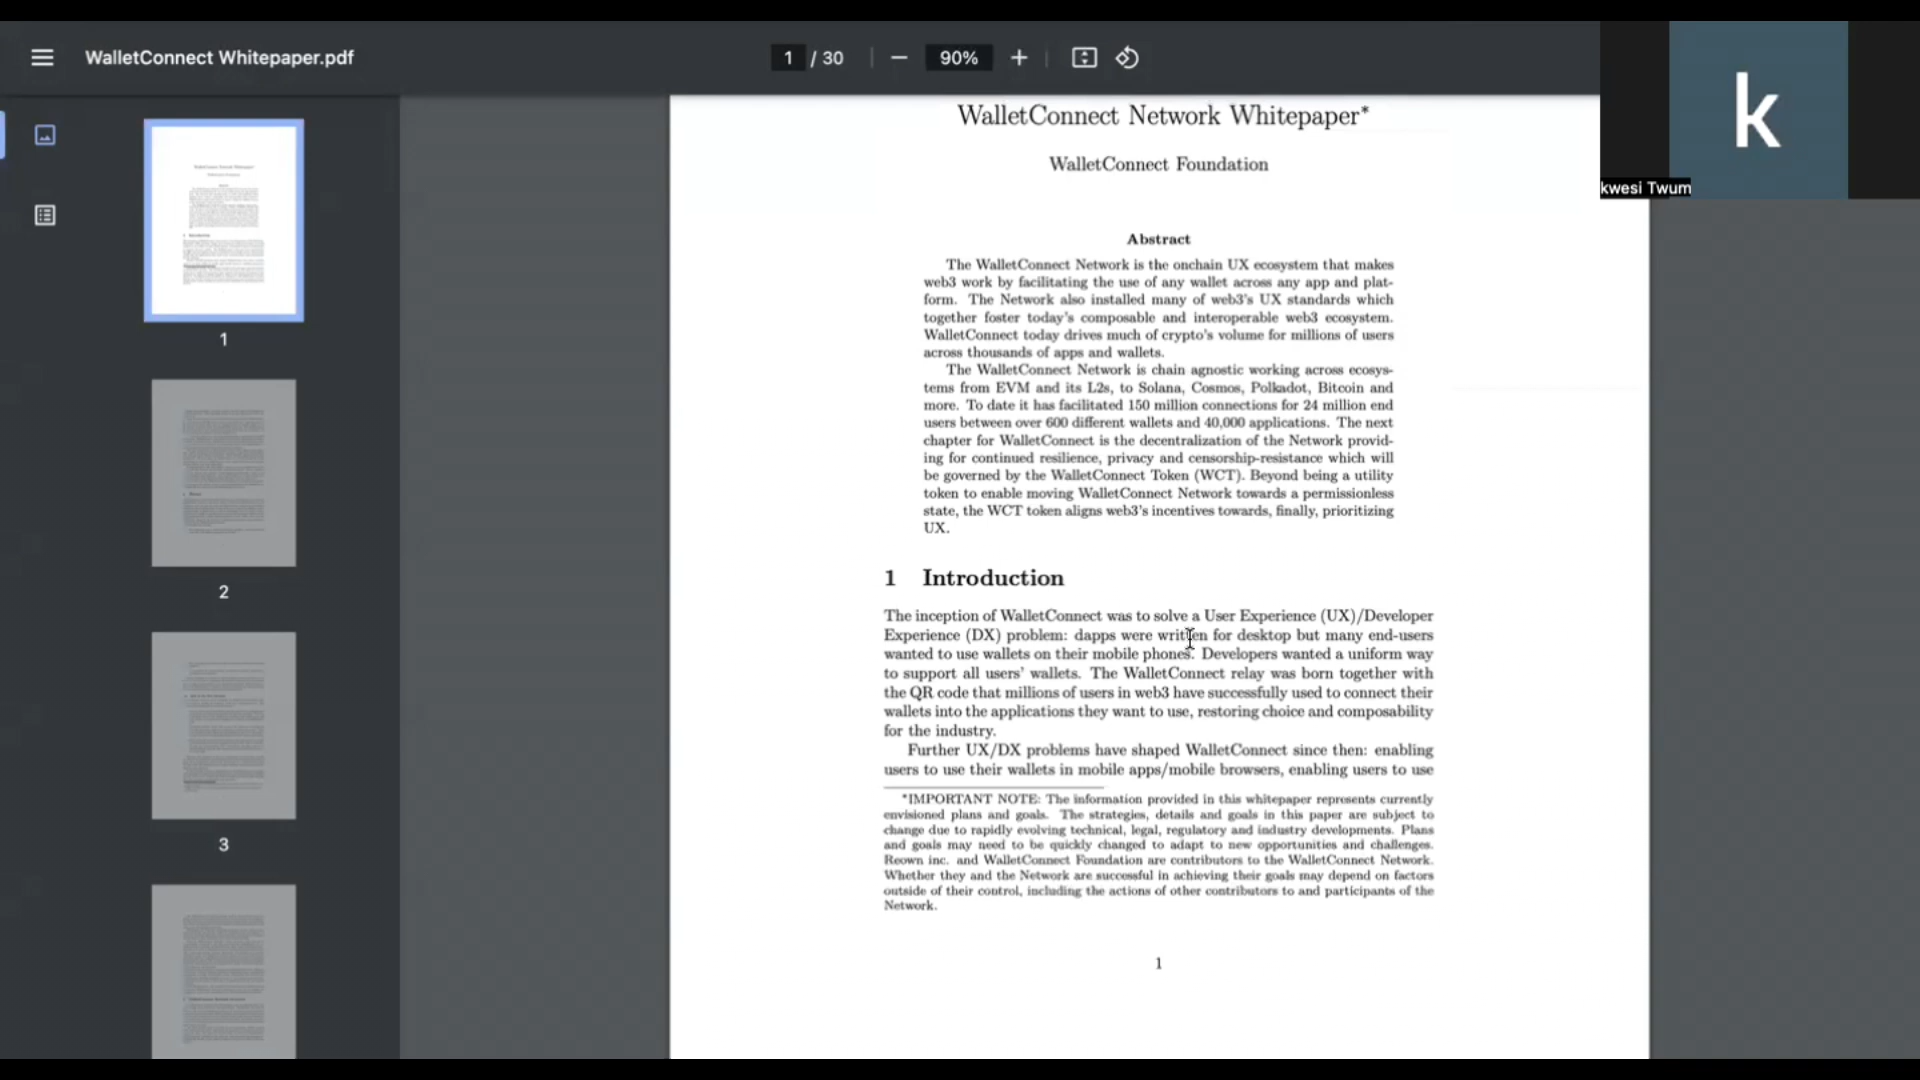 WalletConnect Whitepaper.pdf
1 / 30
90%
k
kwesi Twum
1
2
3
WalletConnect Network Whitepaper*
WalletConnect Foundation
Abstract
The WalletConnect Network is the onchain UX ecosystem that makes
web3 work by facilitating the use of any wallet across any app and plat-
form. The Network also installed many of web3's UX standards which
together foster today's composable and interoperable web3 ecosystem.
WalletConnect today drives much of crypto's volume for millions of users
across thousands of apps and wallets.
The WalletConnect Network is chain agnostic working across ecosys-
tems from EVM and its L2s, to Solana, Cosmos, Polkadot, Bitcoin and
more. To date it has facilitated 150 million connections for 24 million end
users between over 600 different wallets and 40,000 applications. The next
chapter for WalletConnect is the decentralization of the Network provid-
ing for continued resilience, privacy and censorship-resistance which will
be governed by the WalletConnect Token (WCT). Beyond being a utility
token to enable moving WalletConnect Network towards a permissionless
state, the WCT token aligns web3's incentives towards, finally, prioritizing
UX.
1 Introduction
The inception of WalletConnect was to solve a User Experience (UX)/Developer
Experience (DX) problem: dapps were written for desktop but many end-users
wanted to use wallets on their mobile phones. Developers wanted a uniform way
to support all users' wallets. The WalletConnect relay was born together with
the QR code that millions of users in web3 have successfully used to connect their
wallets into the applications they want to use, restoring choice and composability
for the industry.
Further UX/DX problems have shaped WalletConnect since then: enabling
users to use their wallets in mobile apps/mobile browsers, enabling users to use
*IMPORTANT NOTE: The information provided in this whitepaper represents currently
envisioned plans and goals. The strategies, details and goals in this paper are subject to
change due to rapidly evolving technical, legal, regulatory and industry developments. Plans
and goals may need to be quickly changed to adapt to new opportunities and challenges.
Reown inc. and WalletConnect Foundation are contributors to the WalletConnect Network.
Whether they and the Network are successful in achieving their goals may depend on factors
outside of their control, including the actions of other contributors to and participants of the
Network.
1